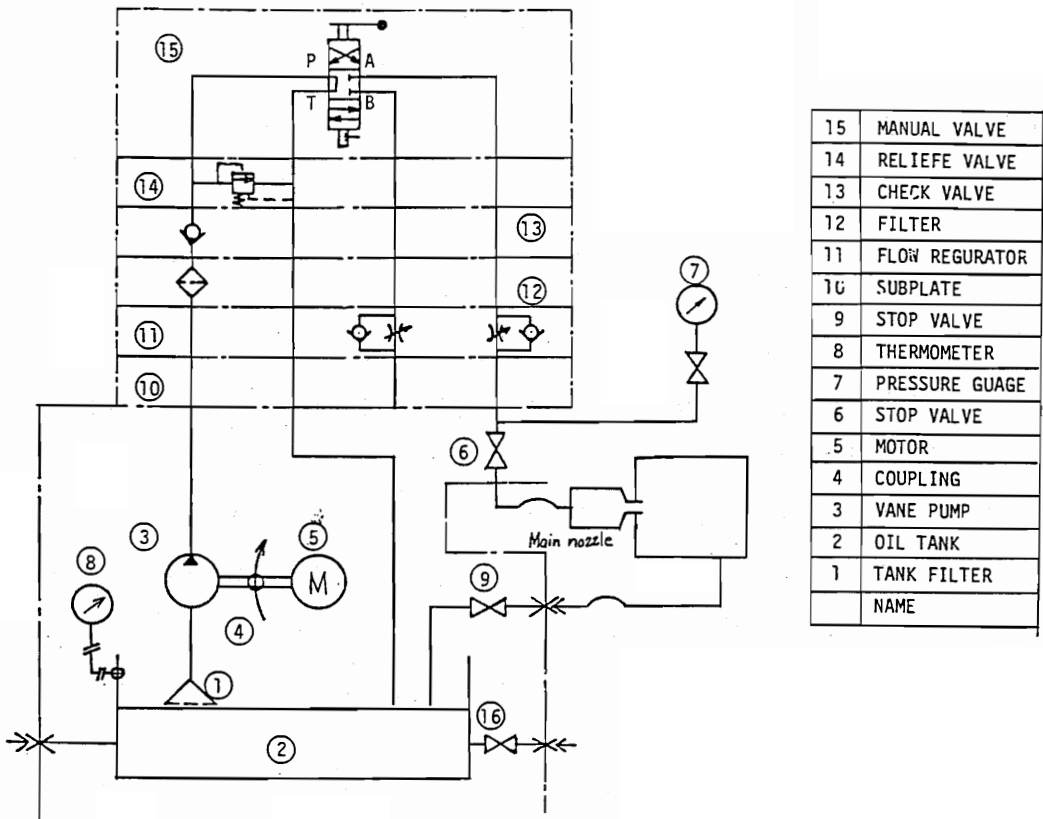 15
P A
T B
14
13
12
11
10
7
6
Main nozzle
3
5
M
8
4
9
1
16
2
15 MANUAL VALVE
14 RELIEFE VALVE
13 CHECK VALVE
12 FILTER
11 FLOW REGURATOR
10 SUBPLATE
9 STOP VALVE
8 THERMOMETER
7 PRESSURE GUAGE
6 STOP VALVE
5 MOTOR
4 COUPLING
3 VANE PUMP
2 OIL TANK
1 TANK FILTER
NAME